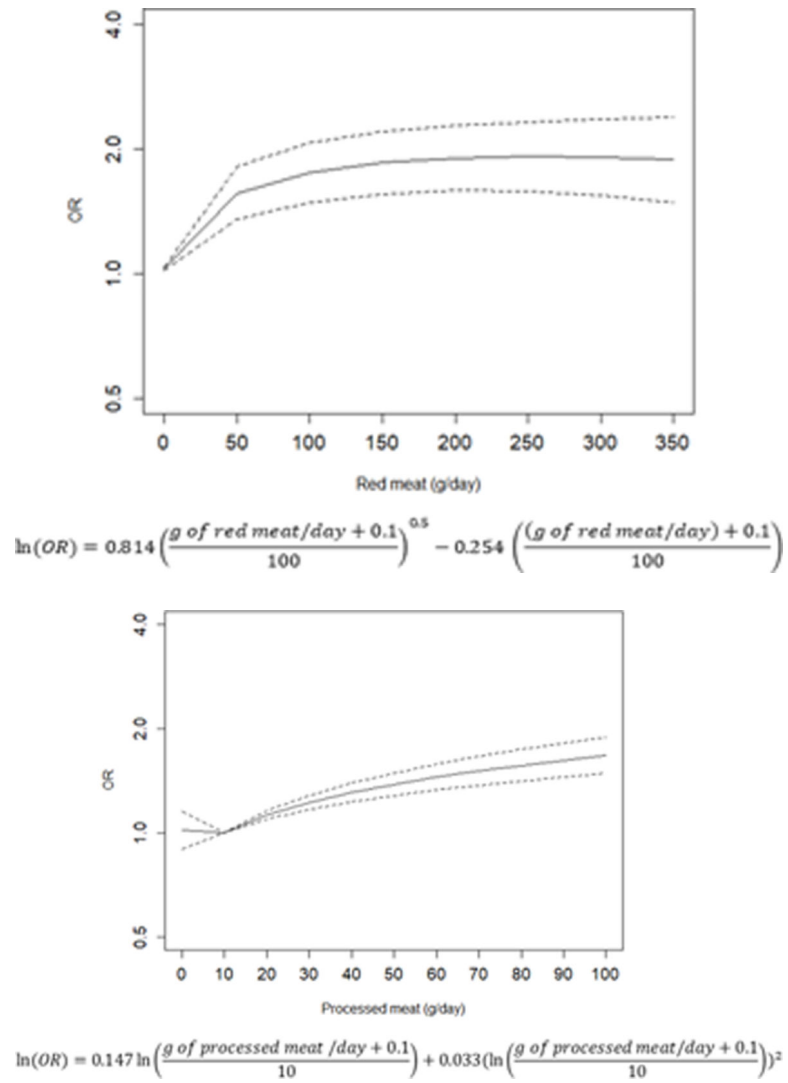 4.0
2.0
1.0
0.5
OR
0 50 100 150 200 250 300 350
Red meat (g/day)
ln(OR) = 0.814 (g of red meat/day + 0.1 / 100)^0.5 − 0.254 ((g of red meat/day) + 0.1 / 100)
4.0
2.0
1.0
0.5
OR
0 10 20 30 40 50 60 70 80 90 100
Processed meat (g/day)
ln(OR) = 0.147 ln (g of processed meat /day + 0.1 / 10) + 0.033(ln (g of processed meat/day + 0.1 / 10))²